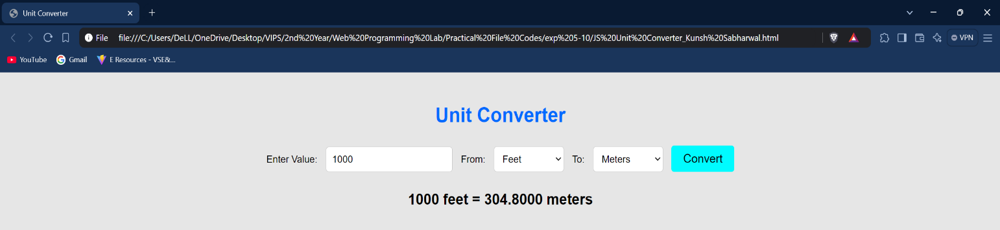 Unit Converter
File file:///C:/Users/DeLL/OneDrive/Desktop/VIPS/2nd%20Year/Web%20Programming%20Lab/Practical%20File%20Codes/exp%205-10/JS%20Unit%20Converter_Kunsh%20Sabharwal.html VPN
YouTube Gmail E Resources - VSE&...
Unit Converter
Enter Value: 1000 From: Feet To: Meters Convert
1000 feet = 304.8000 meters